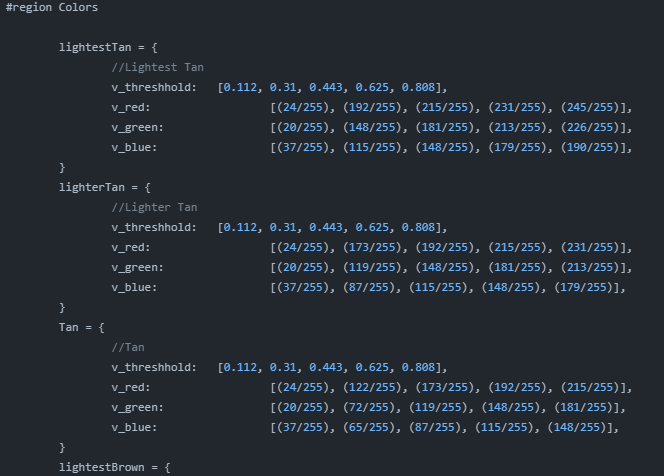 #region Colors
lightestTan = {
//Lightest Tan
v_threshhold: [0.112, 0.31, 0.443, 0.625, 0.808],
v_red: [(24/255), (192/255), (215/255), (231/255), (245/255)],
v_green: [(20/255), (148/255), (181/255), (213/255), (226/255)],
v_blue: [(37/255), (115/255), (148/255), (179/255), (190/255)],
}
lighterTan = {
//Lighter Tan
v_threshhold: [0.112, 0.31, 0.443, 0.625, 0.808],
v_red: [(24/255), (173/255), (192/255), (215/255), (231/255)],
v_green: [(20/255), (119/255), (148/255), (181/255), (213/255)],
v_blue: [(37/255), (87/255), (115/255), (148/255), (179/255)],
}
Tan = {
//Tan
v_threshhold: [0.112, 0.31, 0.443, 0.625, 0.808],
v_red: [(24/255), (122/255), (173/255), (192/255), (215/255)],
v_green: [(20/255), (72/255), (119/255), (148/255), (181/255)],
v_blue: [(37/255), (65/255), (87/255), (115/255), (148/255)],
}
lightestBrown = {